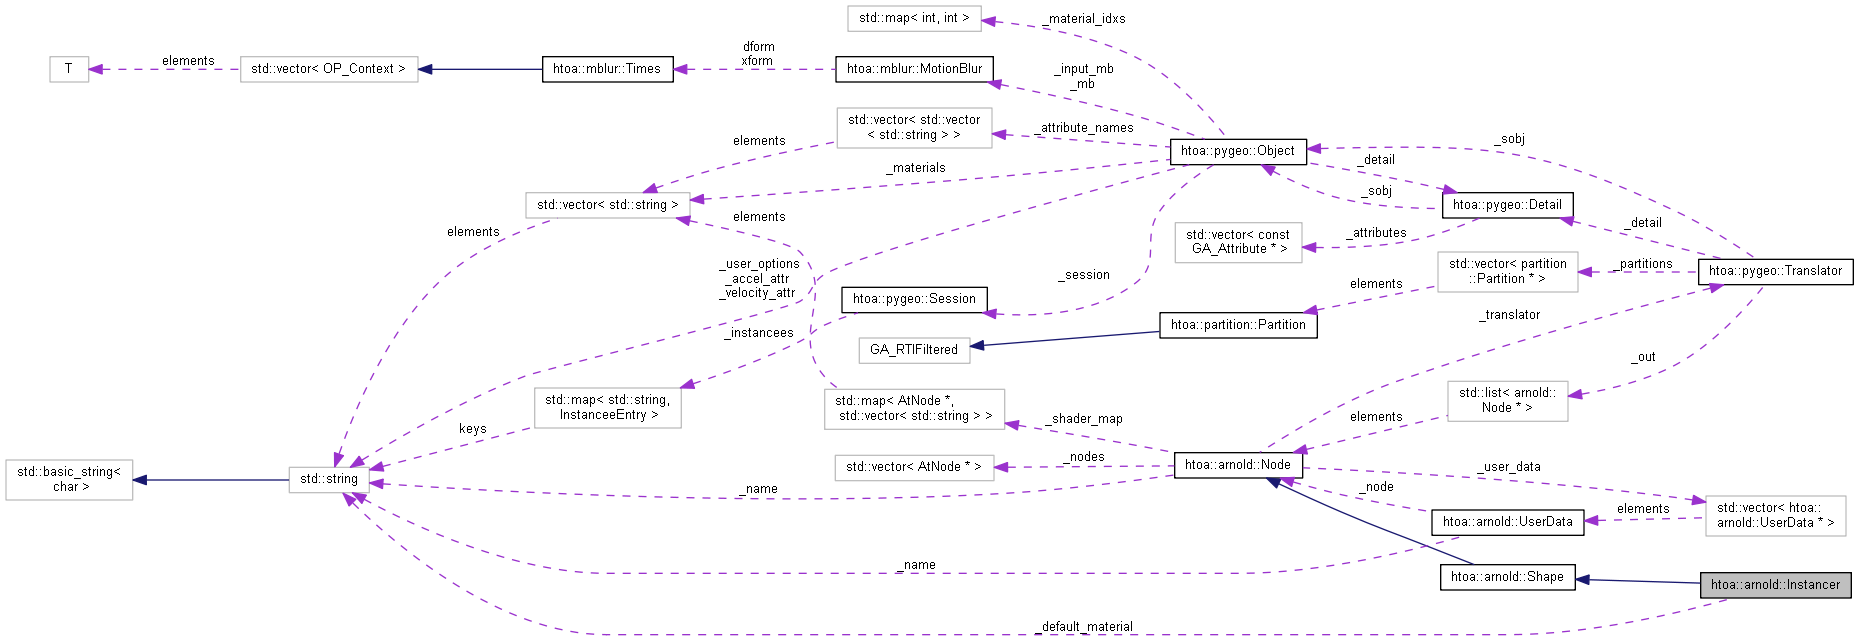 std::map< int, int >
_material_idxs
dform
xform
elements
T
std::vector< OP_Context >
htoa::mblur::Times
htoa::mblur::MotionBlur
_input_mb
_mb
std::vector< std::vector
< std::string > >
_attribute_names
elements
htoa::pygeo::Object
_sobj
_detail
_materials
_sobj
std::vector< std::string >
htoa::pygeo::Detail
elements
elements
_detail
std::vector< const
GA_Attribute * >
_attributes
_user_options
_accel_attr
_velocity_attr
_session
std::vector< partition
::Partition * >
_partitions
htoa::pygeo::Translator
elements
htoa::pygeo::Session
_instancees
htoa::partition::Partition
_translator
GA_RTIFiltered
_out
std::map< std::string,
InstanceeEntry >
std::map< AtNode *,
std::vector< std::string > >
std::list< arnold::
Node * >
elements
_shader_map
keys
std::basic_string<
char >
std::string
std::vector< AtNode * >
_nodes
htoa::arnold::Node
_user_data
_name
_node
std::vector< htoa::
arnold::UserData * >
elements
htoa::arnold::UserData
_name
htoa::arnold::Shape
htoa::arnold::Instancer
_default_material